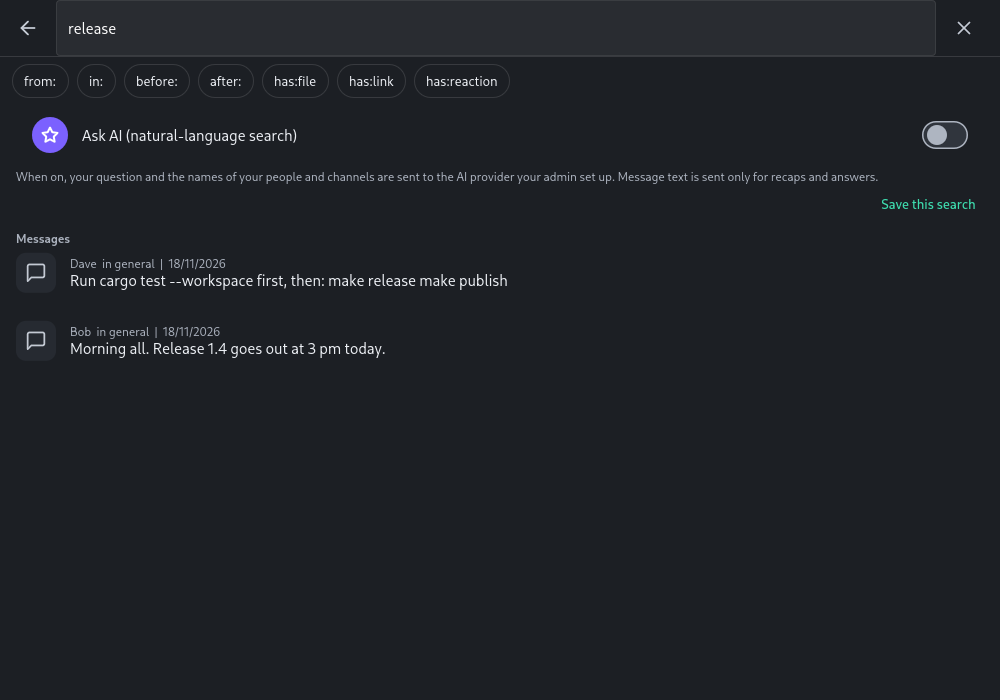 release
from: in: before: after: has:file has:link has:reaction
Ask AI (natural-language search)
When on, your question and the names of your people and channels are sent to the AI provider your admin set up. Message text is sent only for recaps and answers.
Save this search
Messages
Dave in general | 18/11/2026
Run cargo test --workspace first, then: make release make publish
Bob in general | 18/11/2026
Morning all. Release 1.4 goes out at 3 pm today.